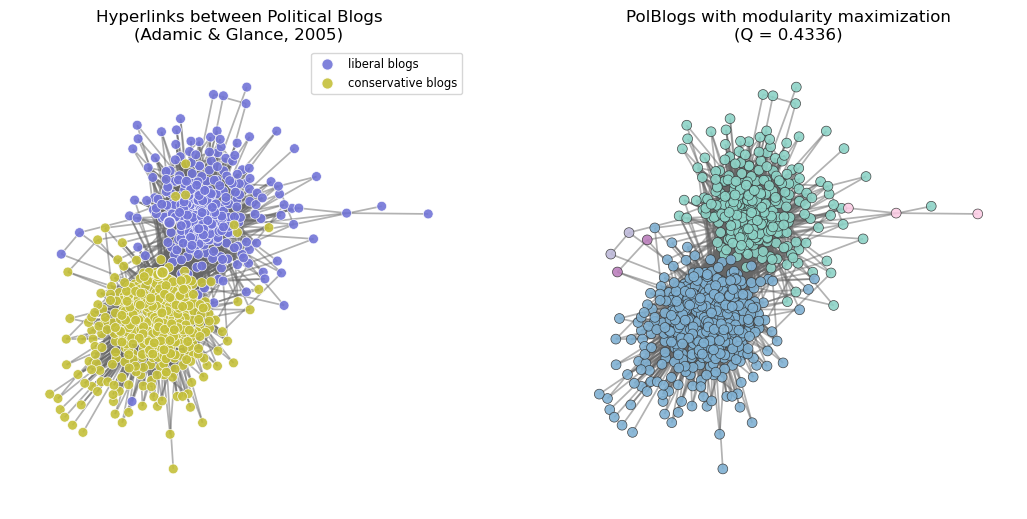 Hyperlinks between Political Blogs
(Adamic & Glance, 2005)
liberal blogs
conservative blogs
PolBlogs with modularity maximization
(Q = 0.4336)